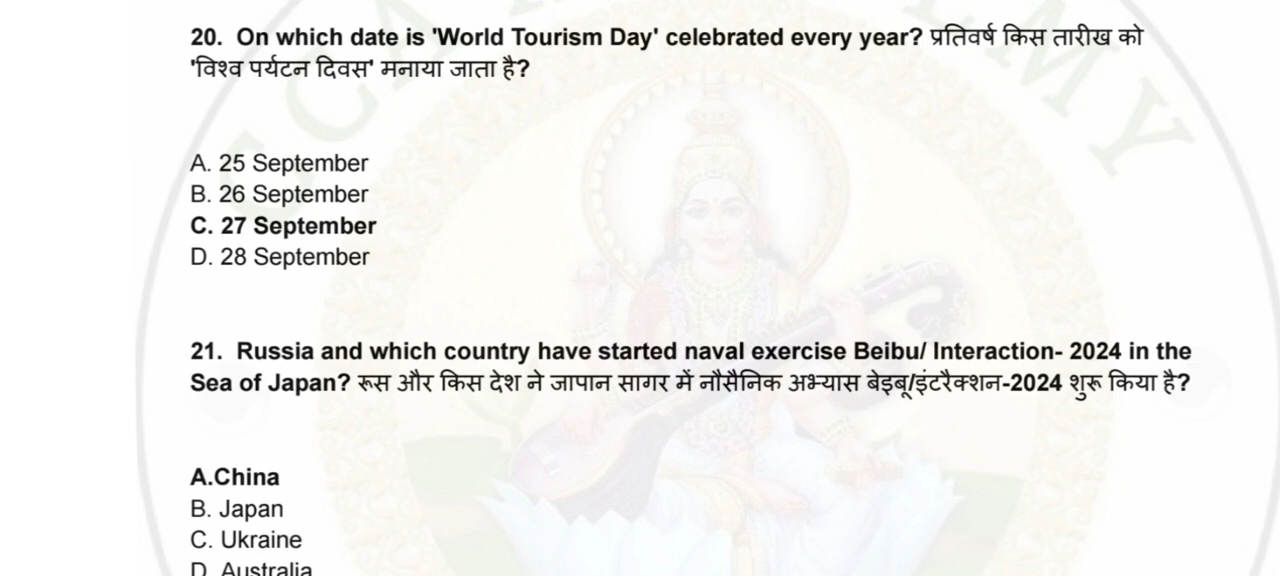 20. On which date is 'World Tourism Day' celebrated every year? प्रतिवर्ष किस तारीख को
'विश्व पर्यटन दिवस' मनाया जाता है?
A. 25 September
B. 26 September
C. 27 September
D. 28 September
21. Russia and which country have started naval exercise Beibu/ Interaction- 2024 in the
Sea of Japan? रूस और किस देश ने जापान सागर में नौसैनिक अभ्यास बेइबू/इंटरैक्शन-2024 शुरू किया है?
A.China
B. Japan
C. Ukraine
D. Australia